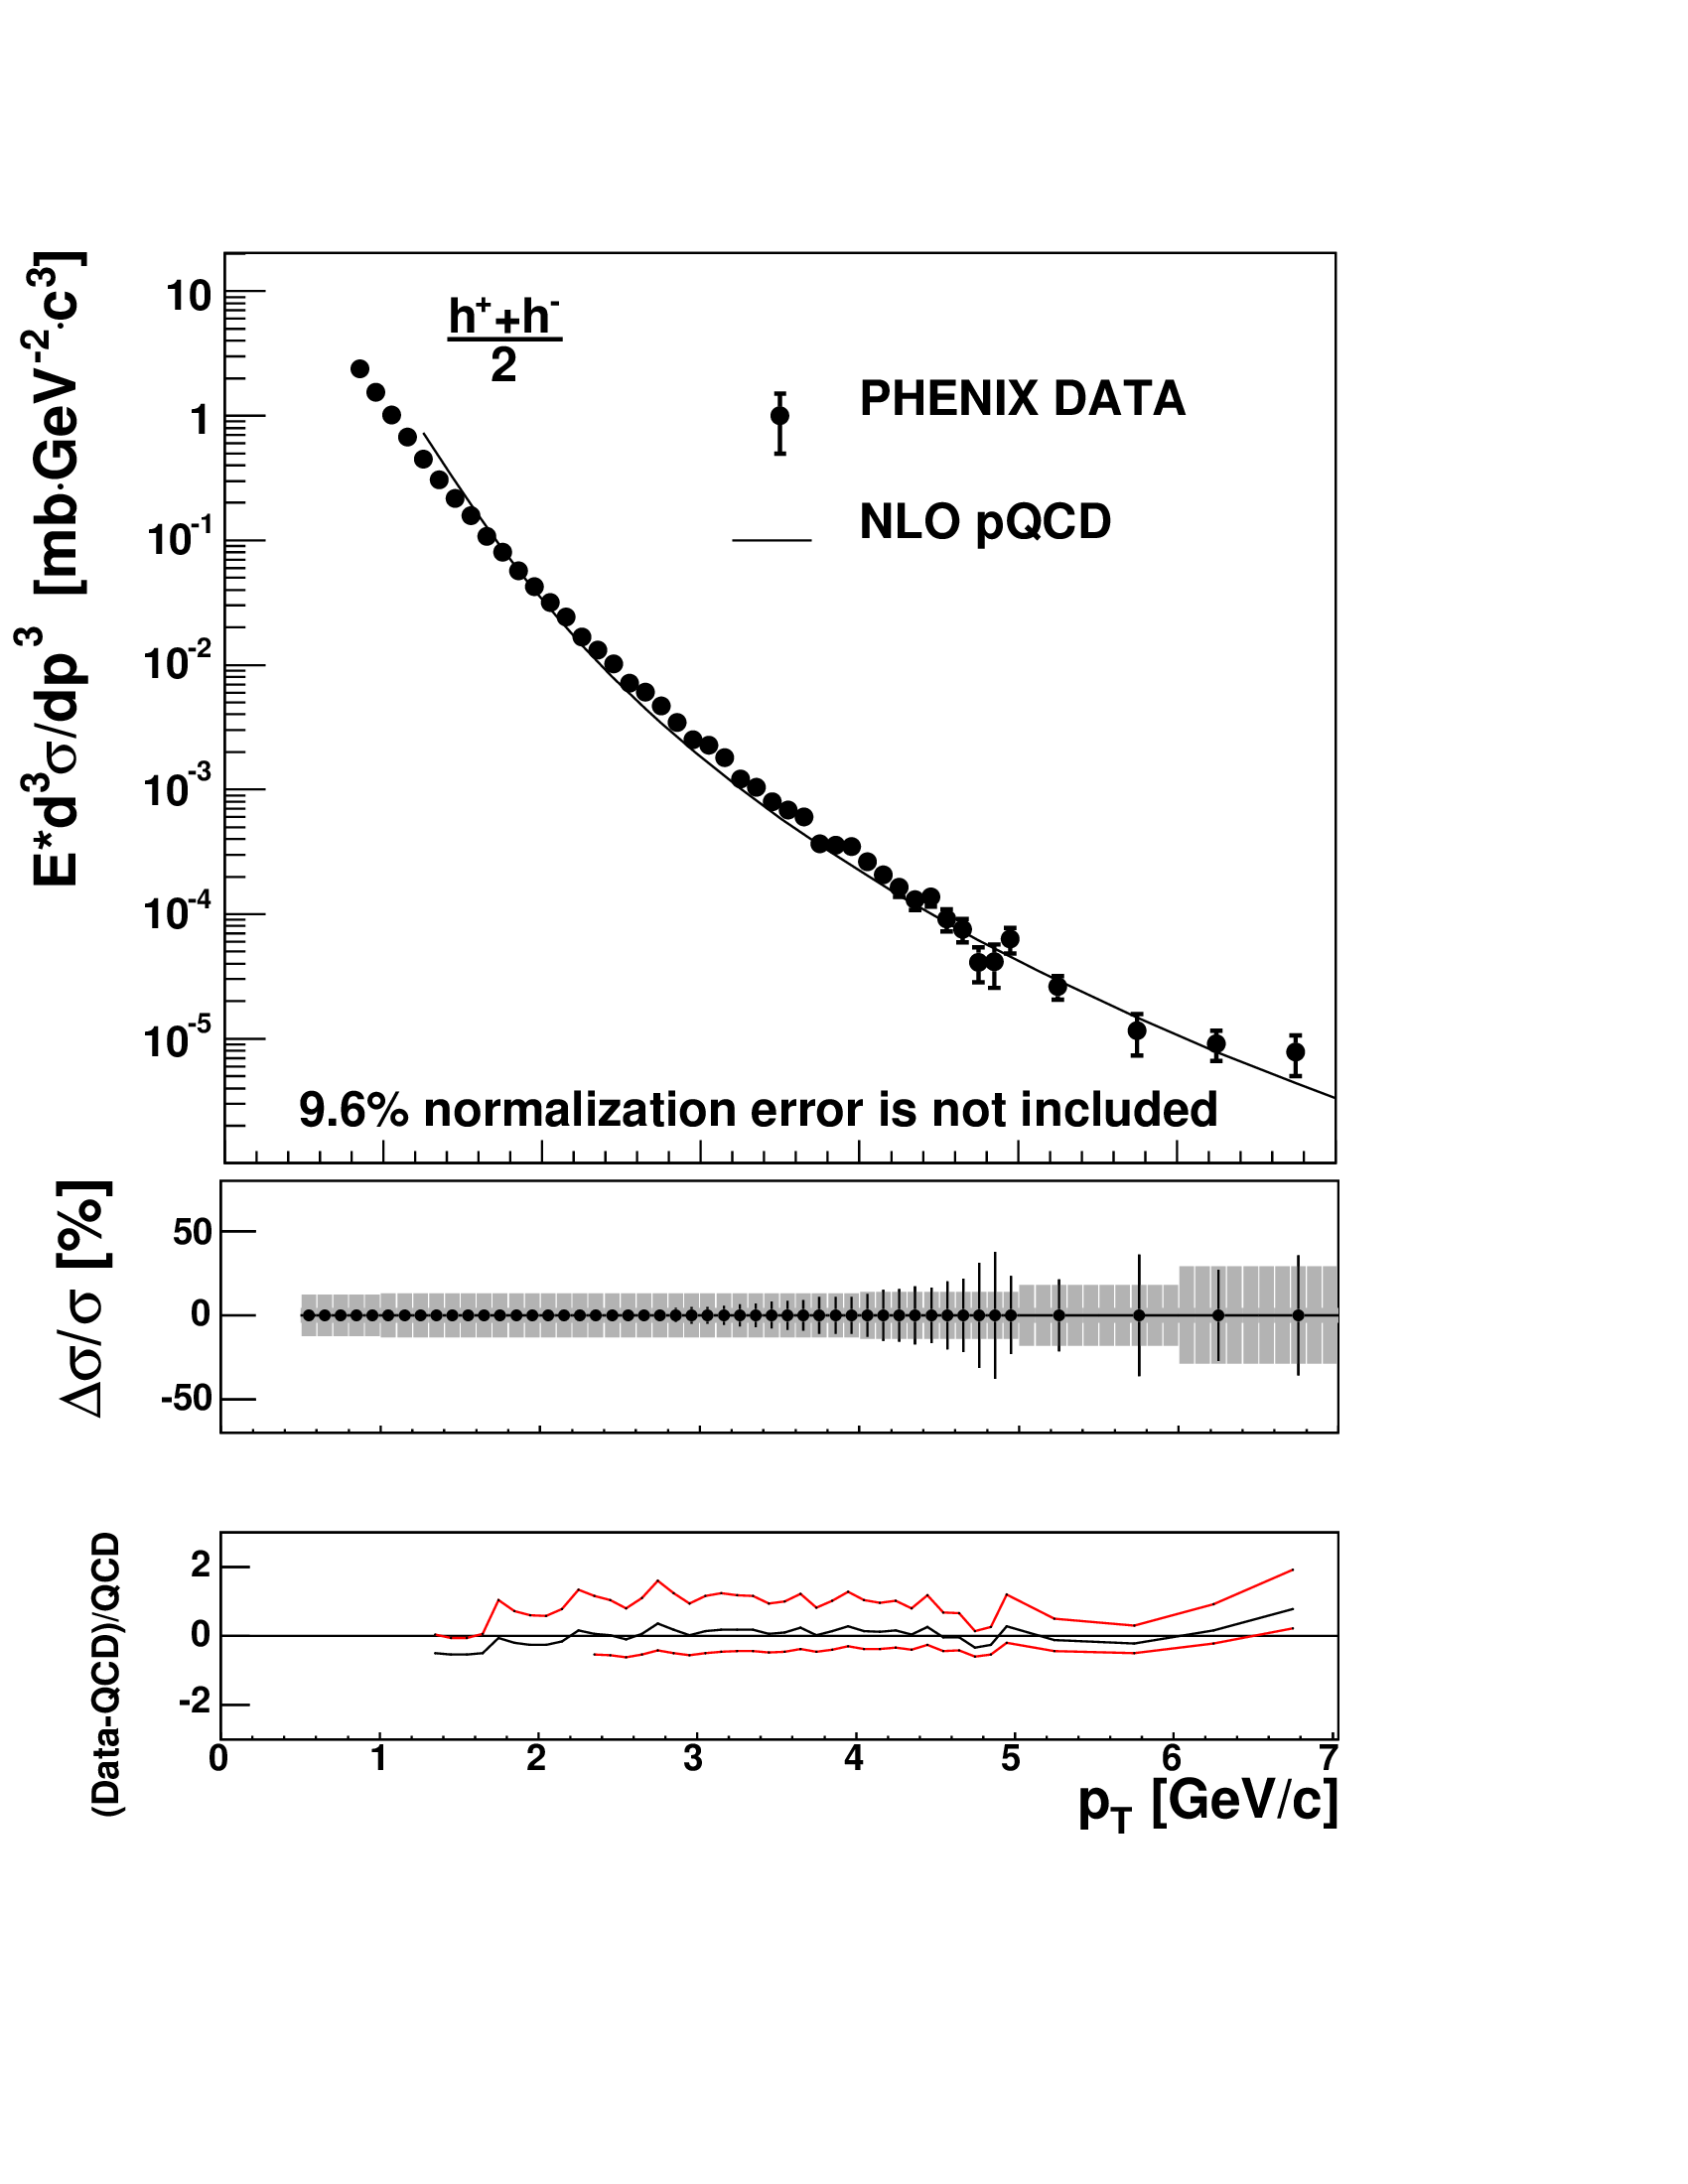 E*d³σ/dp³ [mb·GeV⁻²·c³]
10
1
10⁻¹
10⁻²
10⁻³
10⁻⁴
10⁻⁵
h⁺+h⁻
2
PHENIX DATA
NLO pQCD
9.6% normalization error is not included
Δσ/σ [%]
50
0
-50
(Data-QCD)/QCD
2
0
-2
0 1 2 3 4 5 6 7
p_T [GeV/c]